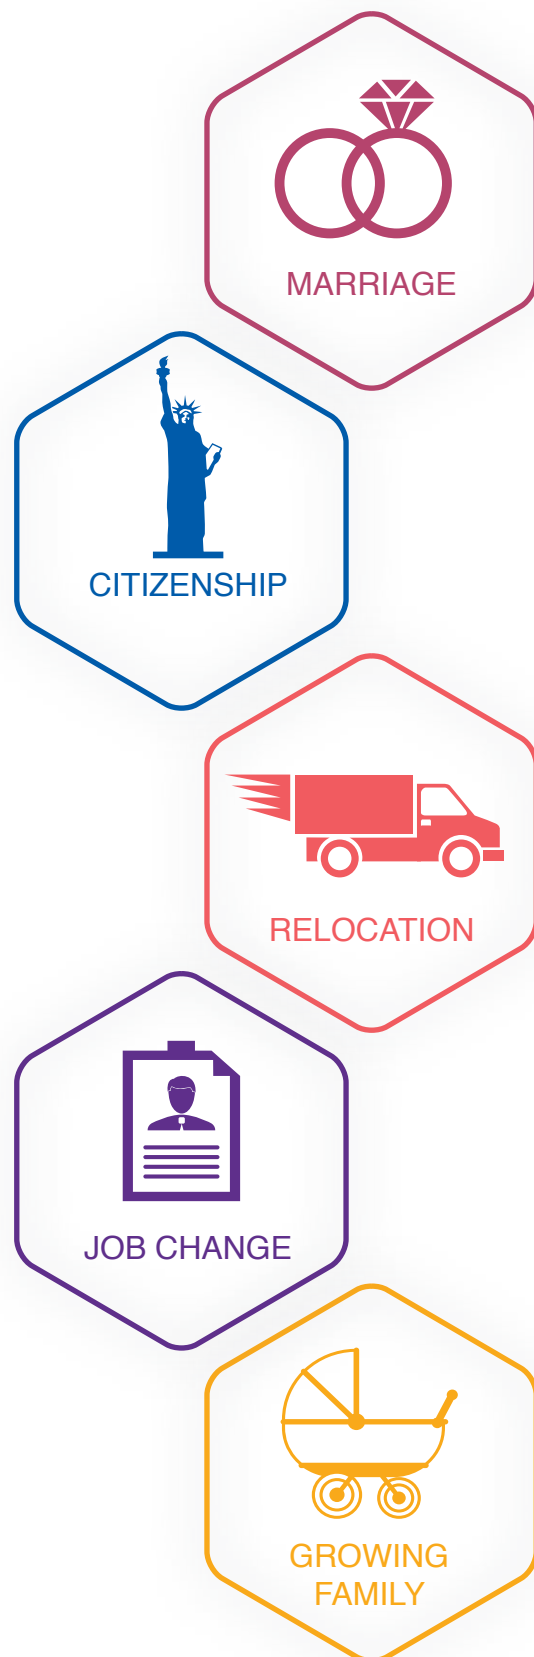 MARRIAGE
CITIZENSHIP
RELOCATION
JOB CHANGE
GROWING
FAMILY